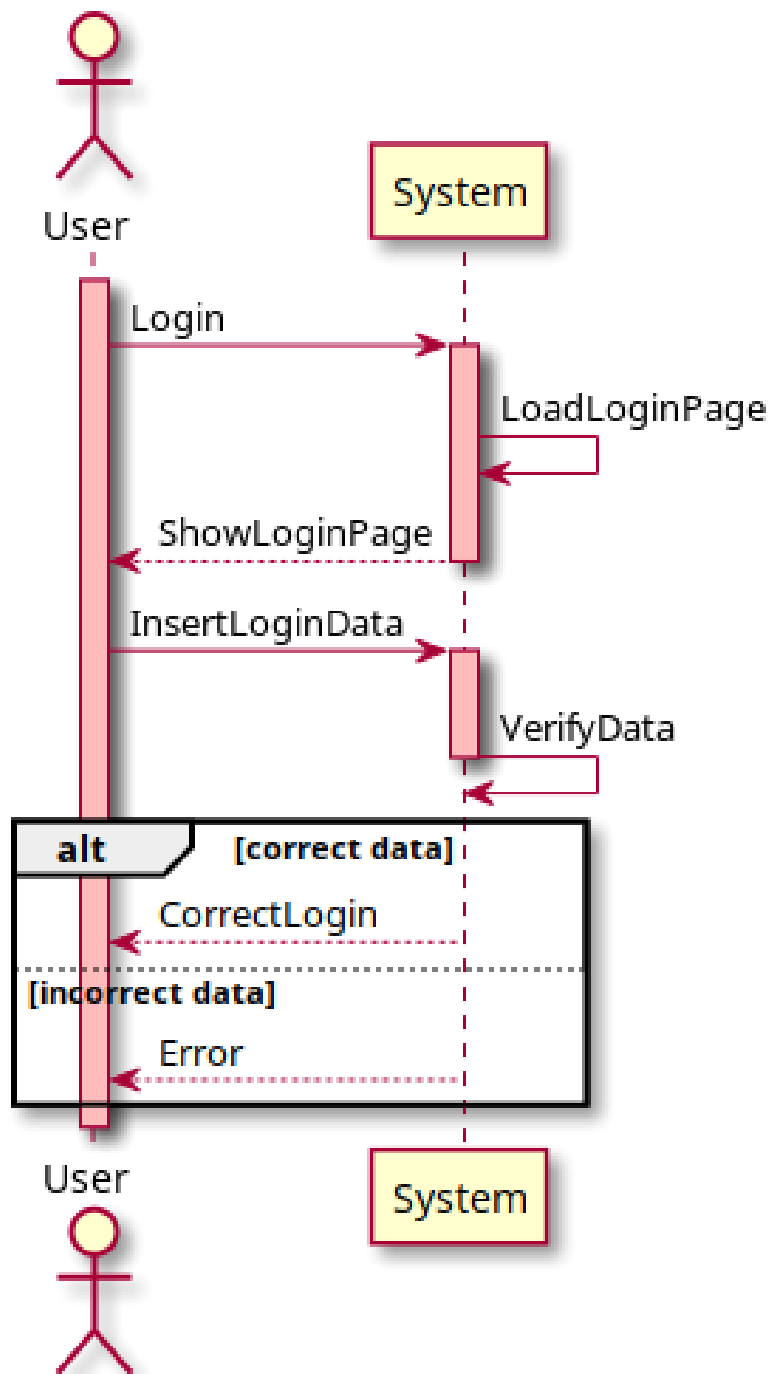 User
System
Login
LoadLoginPage
ShowLoginPage
InsertLoginData
VerifyData
alt
[correct data]
CorrectLogin
[incorrect data]
Error
User
System